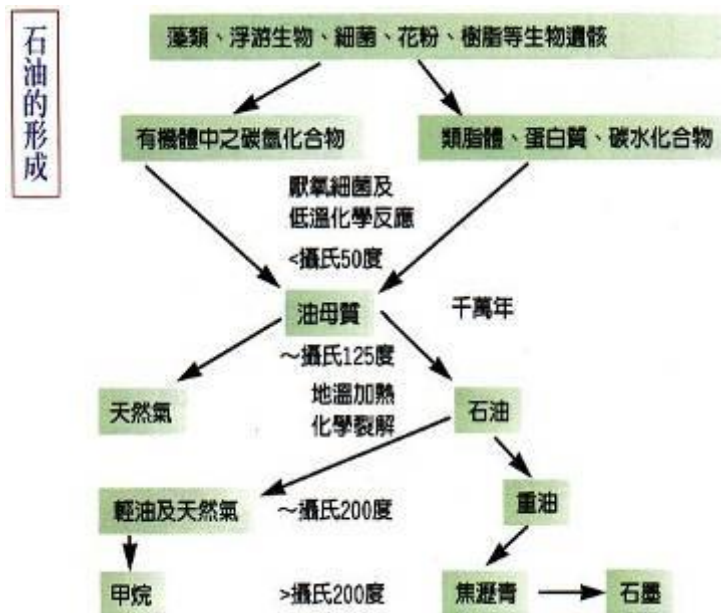 石油的形成
藻類、浮游生物、細菌、花粉、樹脂等生物遺骸
有機體中之碳氫化合物
類脂體、蛋白質、碳水化合物
厭氧細菌及
低溫化學反應
<攝氏50度
油母質
千萬年
～攝氏125度
天然氣
地溫加熱
化學裂解
石油
輕油及天然氣
～攝氏200度
重油
甲烷
>攝氏200度
焦瀝青
石墨